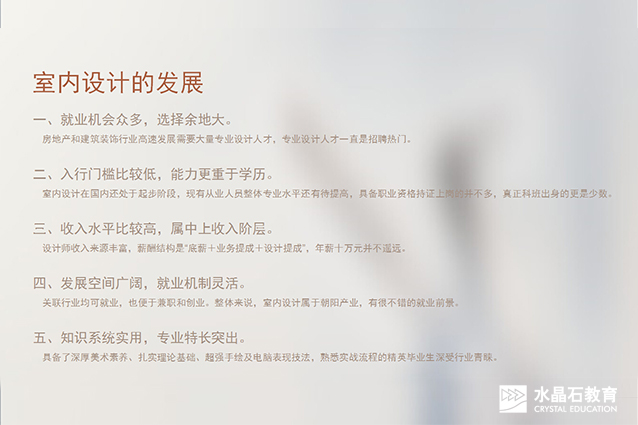 室内设计的发展
一、就业机会众多，选择余地大。
房地产和建筑装饰行业高速发展需要大量专业设计人才，专业设计人才一直是招聘热门。
二、入行门槛比较低，能力更重于学历。
室内设计在国内还处于起步阶段，现有从业人员整体专业水平还有待提高，具备职业资格持证上岗的并不多，真正科班出身的更是少数。
三、收入水平比较高，属中上收入阶层。
设计师收入来源丰富，薪酬结构是“底薪＋业务提成＋设计提成”，年薪十万元并不遥远。
四、发展空间广阔，就业机制灵活。
关联行业均可就业，也便于兼职和创业。整体来说，室内设计属于朝阳产业，有很不错的就业前景。
五、知识系统实用，专业特长突出。
具备了深厚美术素养、扎实理论基础、超强手绘及电脑表现技法，熟悉实战流程的精英毕业生深受行业青睐。
水晶石教育
CRYSTAL EDUCATION